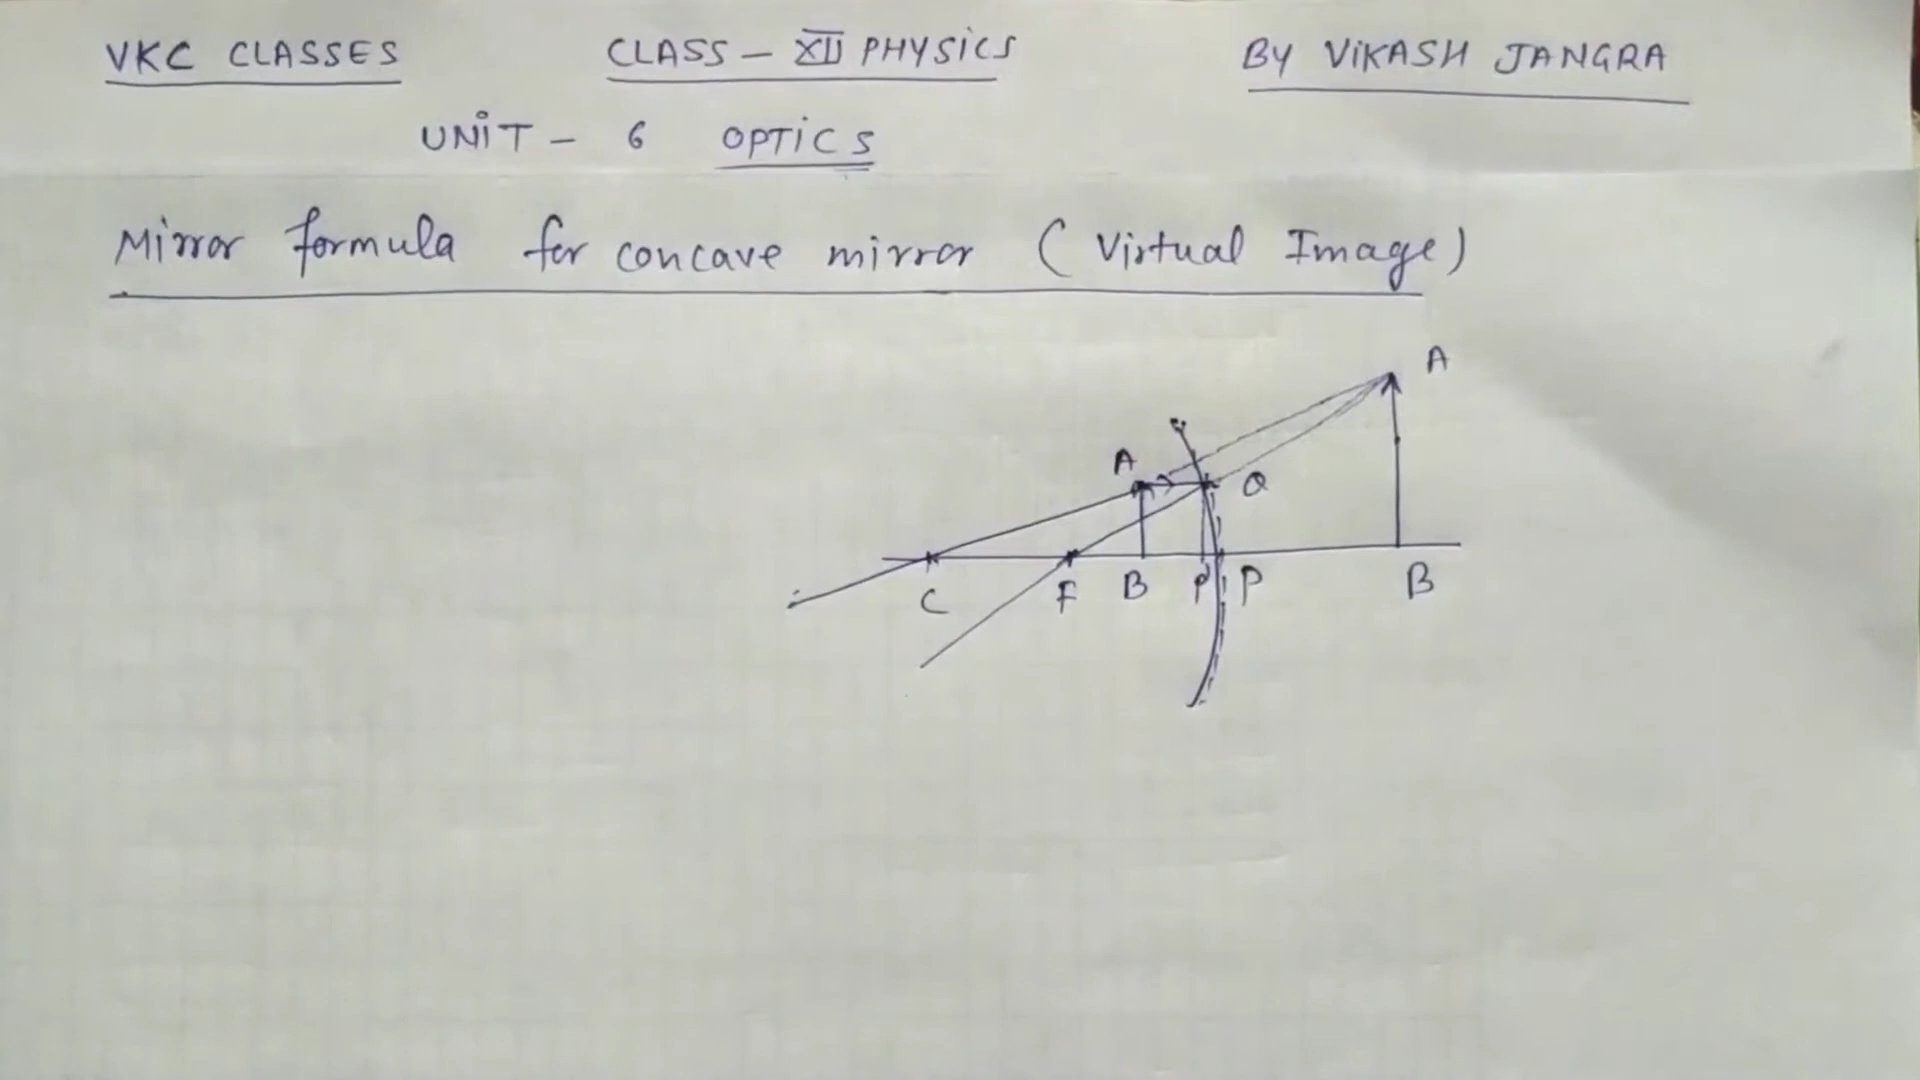 VKC CLASSES CLASS - XII PHYSICS BY VIKASH JANGRA
UNIT - 6 OPTICS
Mirror formula for concave mirror (Virtual Image)
A
A
Q
C F B P' P B